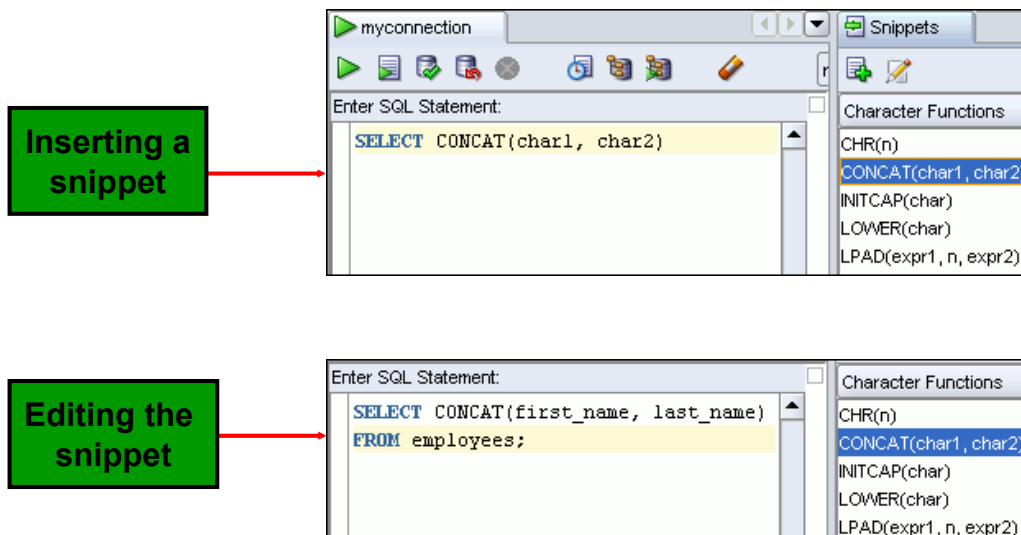 myconnection
Snippets
Enter SQL Statement:
Character Functions
Inserting a
snippet
SELECT CONCAT(char1, char2)
CHR(n)
CONCAT(char1, char2
INITCAP(char)
LOWER(char)
LPAD(expr1, n, expr2)
Enter SQL Statement:
Character Functions
Editing the
snippet
SELECT CONCAT(first_name, last_name)
FROM employees;
CHR(n)
CONCAT(char1, char2)
INITCAP(char)
LOWER(char)
LPAD(expr1, n, expr2)